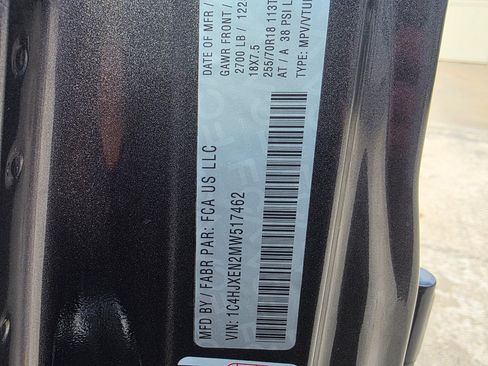 MFD BY / FABR PAR: FCA US LLC
DATE OF MFR /
GAWR FRONT /
2700 LB / 122
18X7.5
255/70R18 113T
AT / A 38 PSI
TYPE: MPV/VTU
VIN: 1C4HJXEN2MW517462